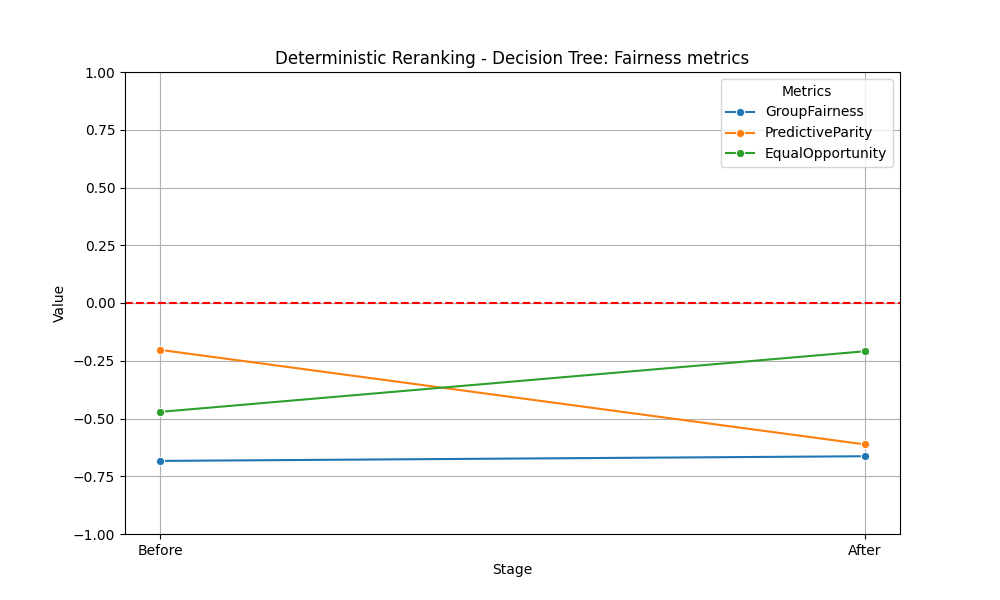 Deterministic Reranking - Decision Tree: Fairness metrics
Metrics
GroupFairness
PredictiveParity
EqualOpportunity
Value
1.00
0.75
0.50
0.25
0.00
−0.25
−0.50
−0.75
−1.00
Before
After
Stage